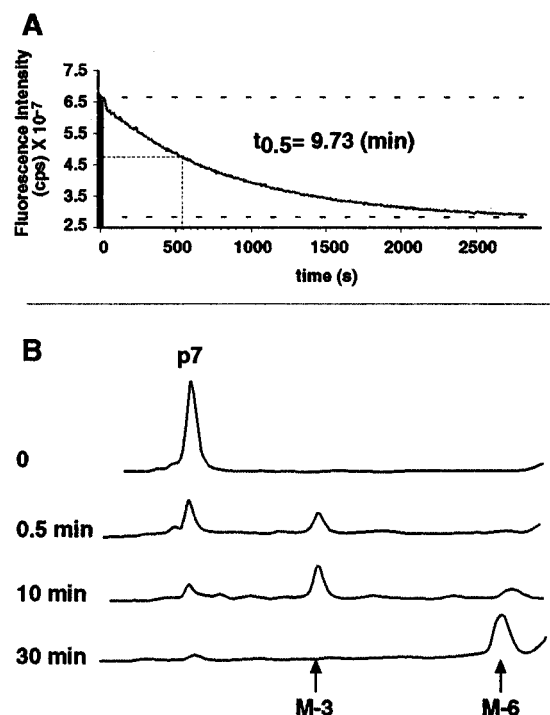 A
Fluorescence Intensity
(cps) X 10-7
7.5
6.5
5.5
4.5
3.5
2.5
t0.5= 9.73 (min)
0
500
1000
1500
2000
2500
time (s)
B
p7
0
0.5 min
10 min
30 min
M-3
M-6